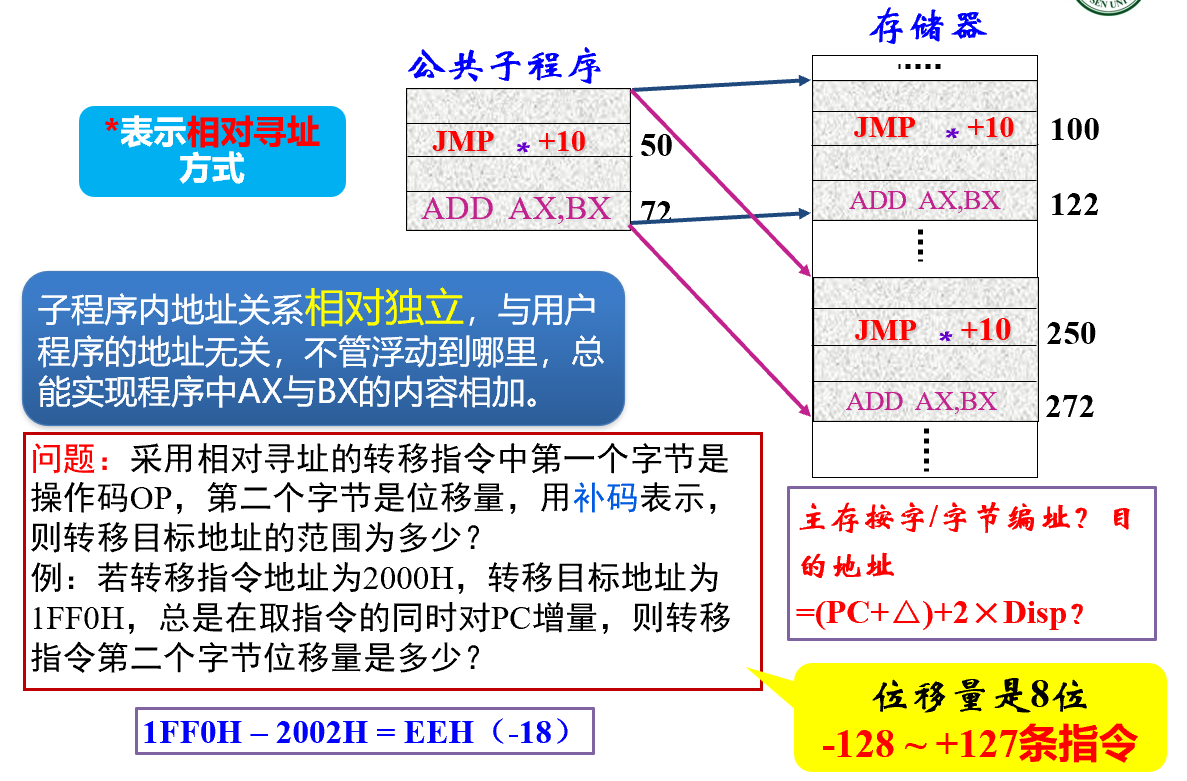 SEN UNI
存储器
公共子程序
*表示相对寻址
方式
JMP * +10
50
ADD AX,BX
72
JMP * +10
100
ADD AX,BX
122
JMP * +10
250
ADD AX,BX
272
子程序内地址关系相对独立，与用户
程序的地址无关，不管浮动到哪里，总
能实现程序中AX与BX的内容相加。
问题：采用相对寻址的转移指令中第一个字节是
操作码OP，第二个字节是位移量，用补码表示，
则转移目标地址的范围为多少？
例：若转移指令地址为2000H，转移目标地址为
1FF0H，总是在取指令的同时对PC增量，则转移
指令第二个字节位移量是多少？
主存按字/字节编址？目
的地址
=(PC+△)+2×Disp？
位移量是8位
-128 ~ +127条指令
1FF0H – 2002H = EEH（-18）